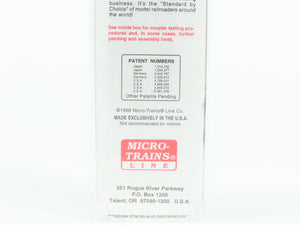 business. It's the "Standard by
Choice" of model railroaders around
the world!
See inside box for coupler testing pro-
cedures and, in some cases, further
painting and assembly hints.
PATENT NUMBERS
Japan
Japan
Germany
Germany
U.S.A.
U.S.A.
U.S.A.
U.S.A.
U.S.A.
Other Patents Pending
Micro-Trains® Line Co.
MADE EXCLUSIVELY IN THE U.S.A.
Not recommended for minors
MICRO-
TRAINS®
LINE
351 Rogue River Parkway
P.O. Box 1200
Talent, OR 97540-1200 U.S.A.